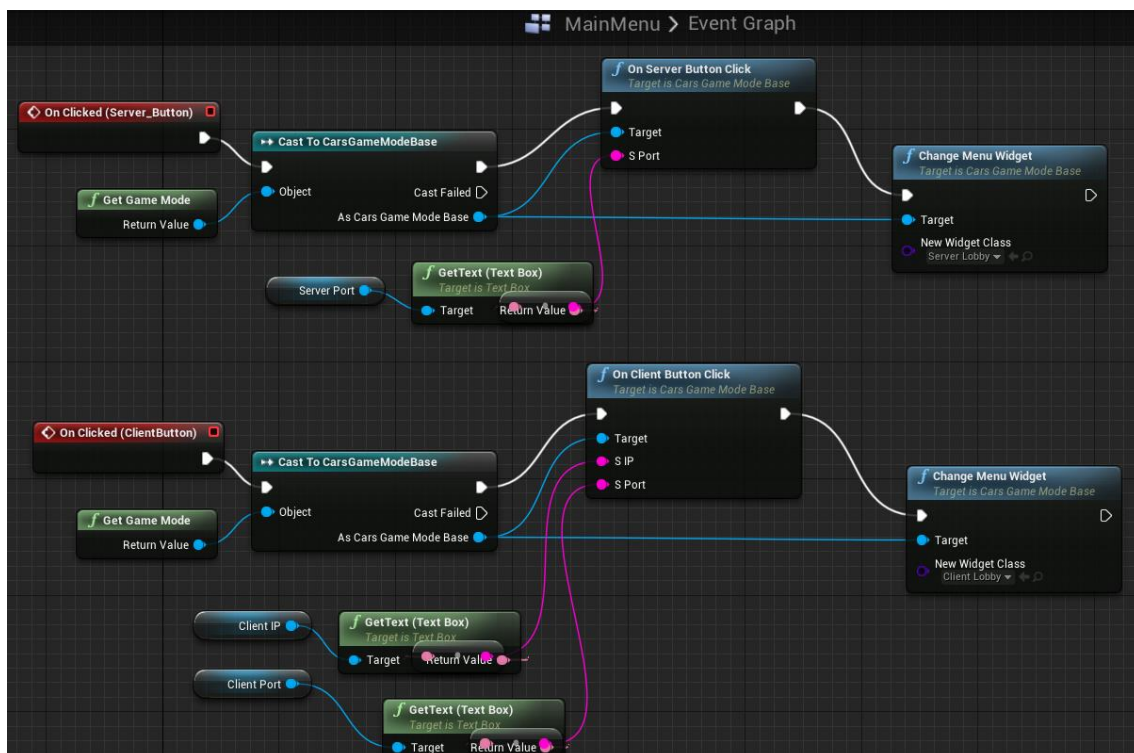 MainMenu > Event Graph
On Clicked (Server_Button)
Get Game Mode
Return Value
Cast To CarsGameModeBase
Object
Cast Failed
As Cars Game Mode Base
Server Port
f GetText (Text Box)
Target is Text Box
Target
Return Value
f On Server Button Click
Target is Cars Game Mode Base
Target
S Port
f Change Menu Widget
Target is Cars Game Mode Base
Target
New Widget Class
Server Lobby
On Clicked (ClientButton)
f Get Game Mode
Return Value
Cast To CarsGameModeBase
Object
Cast Failed
As Cars Game Mode Base
Client IP
f GetText (Text Box)
Target is Text Box
Target
Return Value
Client Port
f GetText (Text Box)
Target is Text Box
Target
Return Value
f On Client Button Click
Target is Cars Game Mode Base
Target
S IP
S Port
f Change Menu Widget
Target is Cars Game Mode Base
Target
New Widget Class
Client Lobby